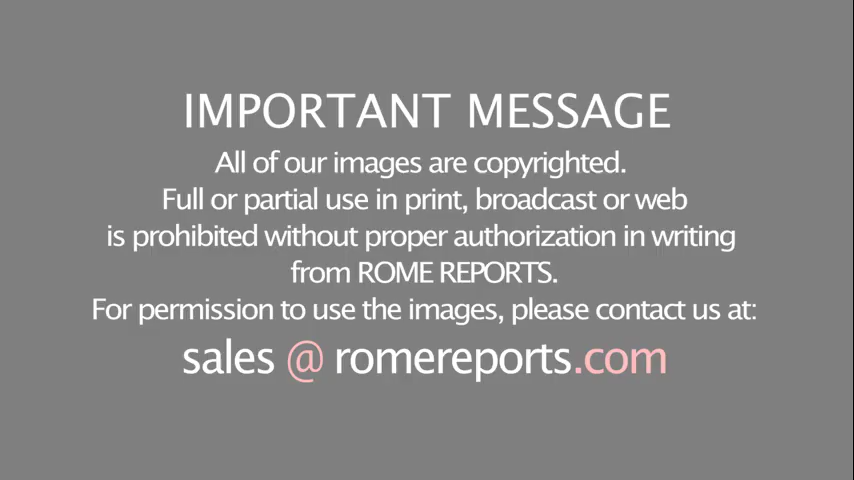 IMPORTANT MESSAGE
All of our images are copyrighted.
Full or partial use in print, broadcast or web
is prohibited without proper authorization in writing
from ROME REPORTS.
For permission to use the images, please contact us at:
sales @ romereports.com